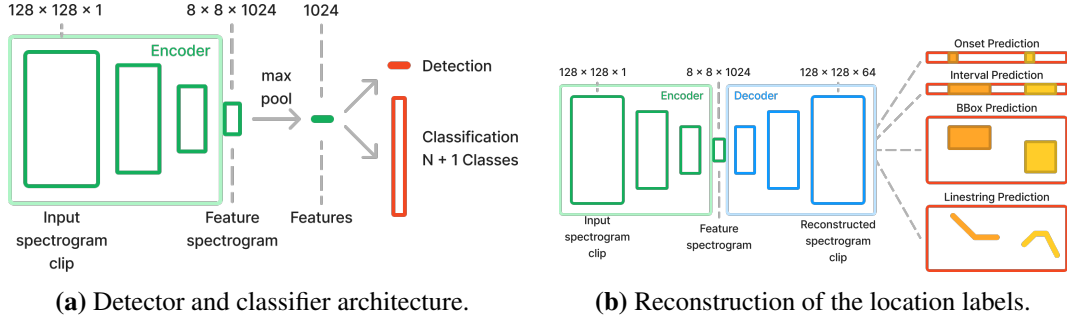 128 × 128 × 1
8 × 8 × 1024
1024
Encoder
max
pool
Detection
Classification
N + 1 Classes
Input
spectrogram
clip
Feature
spectrogram
Features
(a) Detector and classifier architecture.
128 × 128 × 1
8 × 8 × 1024
128 × 128 × 64
Encoder
Decoder
Input
spectrogram
clip
Feature
spectrogram
Reconstructed
spectrogram
clip
Onset Prediction
Interval Prediction
BBox Prediction
Linestring Prediction
(b) Reconstruction of the location labels.